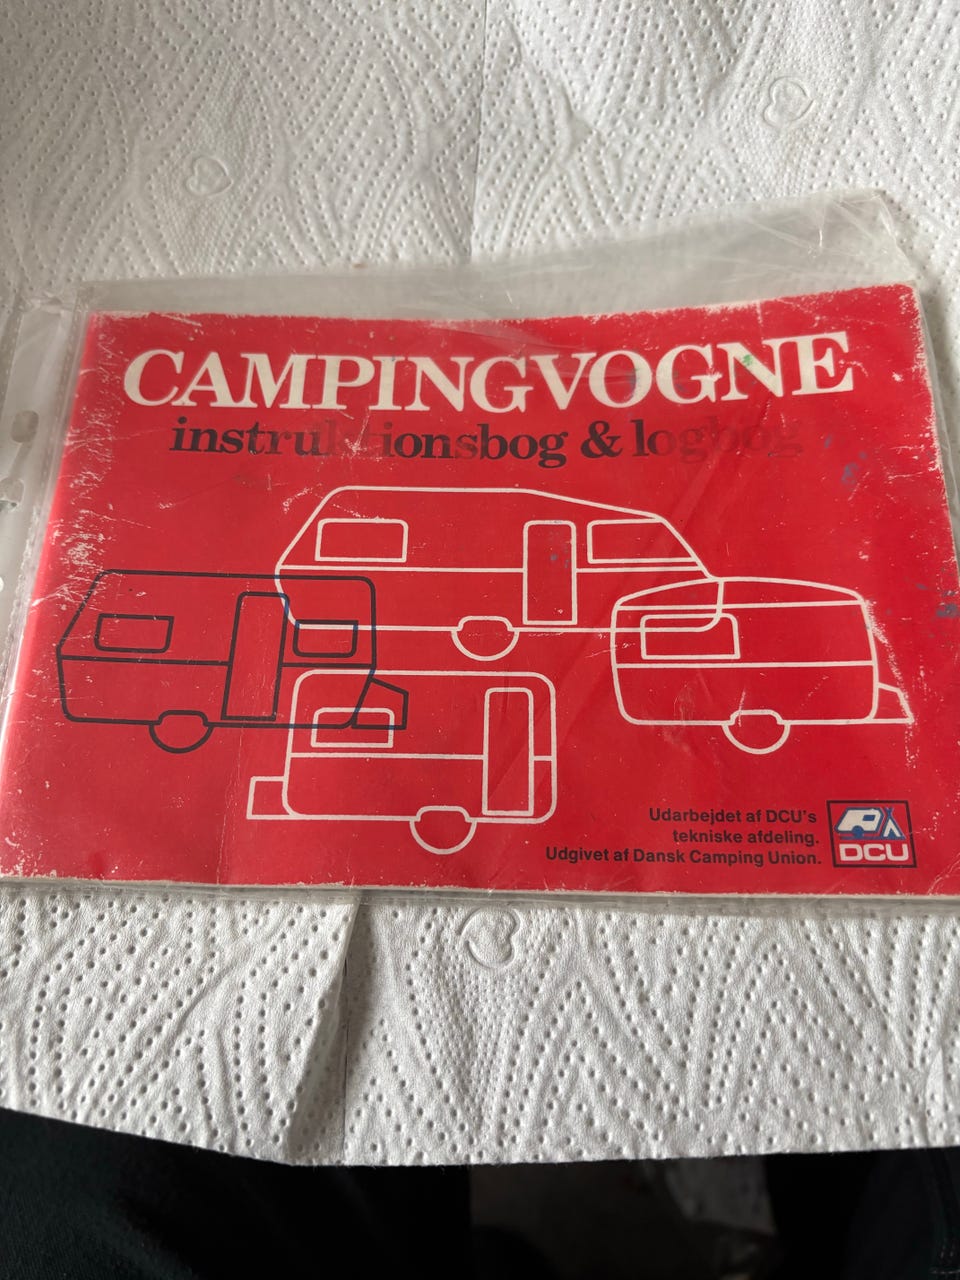 CAMPINGVOGNE
instruktionsbog & logbog
Udarbejdet af DCU's
tekniske afdeling.
Udgivet af Dansk Camping Union.
DCU